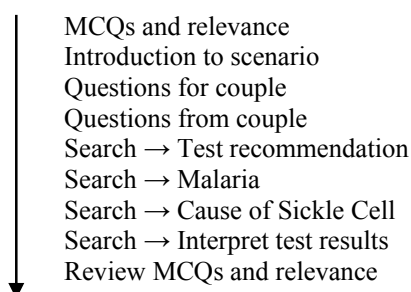 MCQs and relevance
Introduction to scenario
Questions for couple
Questions from couple
Search → Test recommendation
Search → Malaria
Search → Cause of Sickle Cell
Search → Interpret test results
Review MCQs and relevance